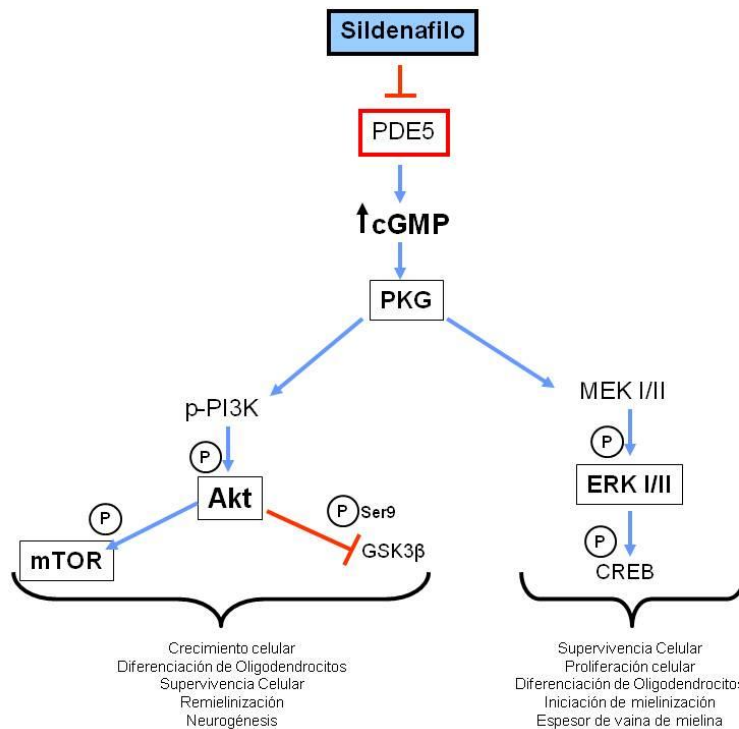 Sildenafilo
PDE5
↑cGMP
PKG
p-PI3K
MEK I/II
P
P
Akt
ERK I/II
P
P Ser9
P
mTOR
GSK3β
CREB
Crecimiento celular
Diferenciación de Oligodendrocitos
Supervivencia Celular
Remielinización
Neurogénesis
Supervivencia Celular
Proliferación celular
Diferenciación de Oligodendrocitos
Iniciación de mielinización
Espesor de vaina de mielina